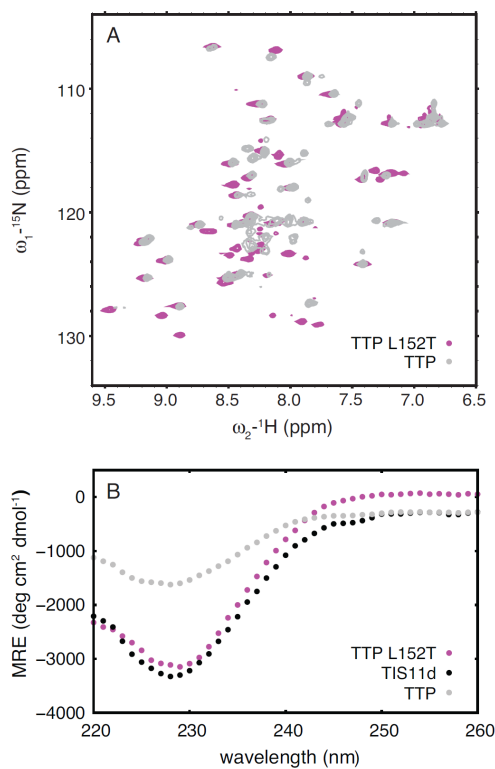 A
110
120
130
ω₁-¹⁵N (ppm)
TTP L152T
TTP
9.5 9.0 8.5 8.0 7.5 7.0 6.5
ω₂-¹H (ppm)
B
0
−1000
−2000
−3000
−4000
MRE (deg cm² dmol⁻¹)
TTP L152T
TIS11d
TTP
220 230 240 250 260
wavelength (nm)